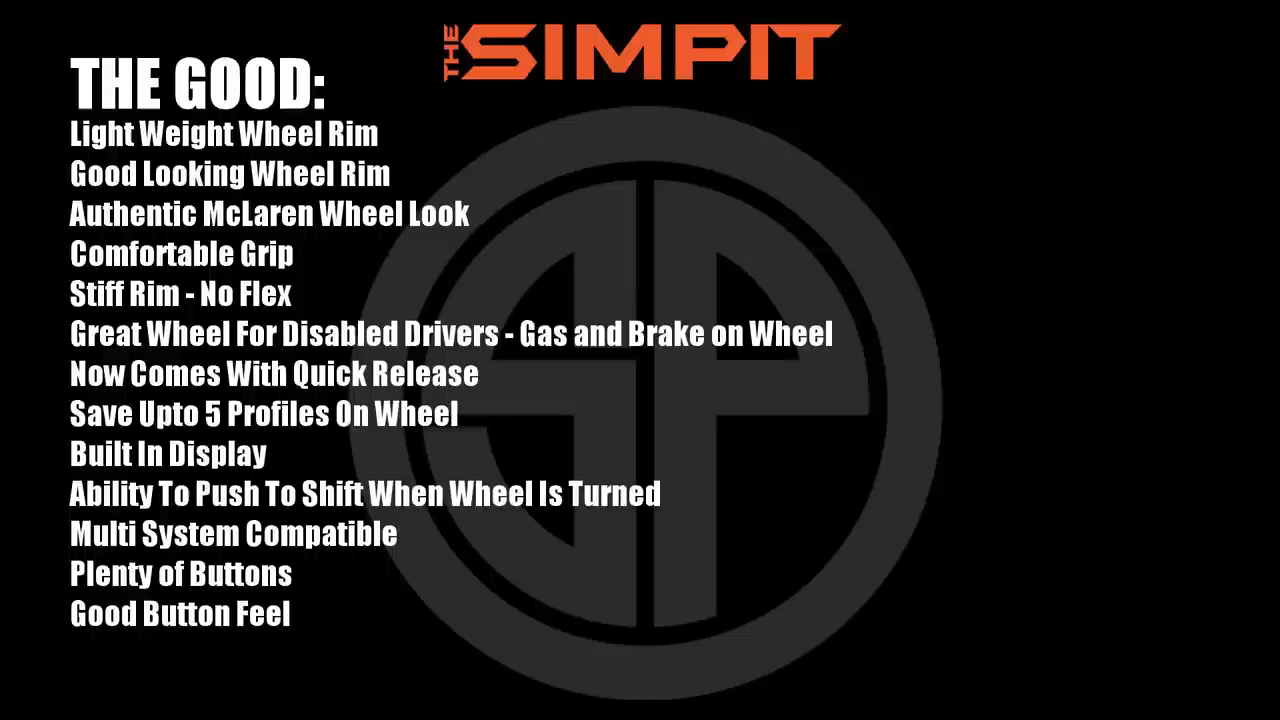 THE SIMPIT
THE GOOD:
Light Weight Wheel Rim
Good Looking Wheel Rim
Authentic McLaren Wheel Look
Comfortable Grip
Stiff Rim - No Flex
Great Wheel For Disabled Drivers - Gas and Brake on Wheel
Now Comes With Quick Release
Save Upto 5 Profiles On Wheel
Built In Display
Ability To Push To Shift When Wheel Is Turned
Multi System Compatible
Plenty of Buttons
Good Button Feel
SP